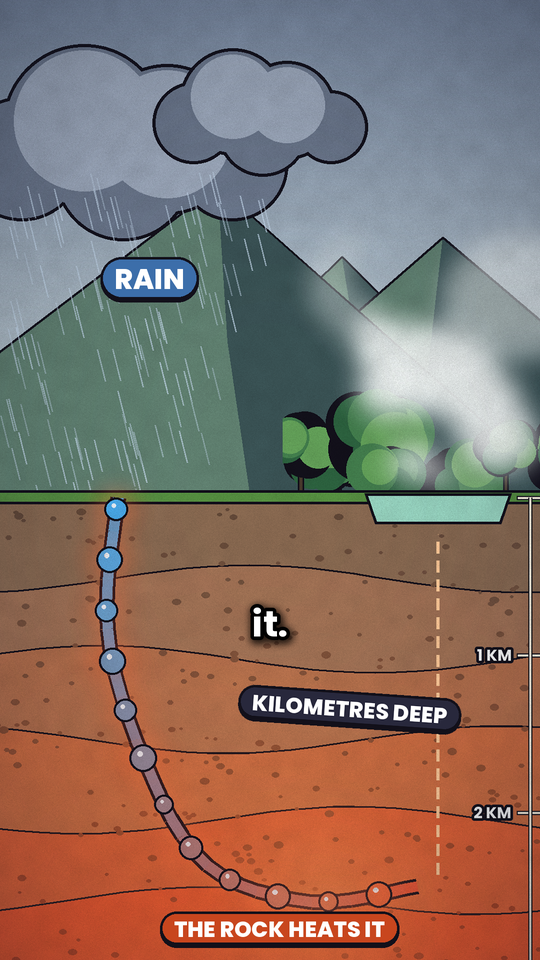 RAIN
it.
1 KM
KILOMETRES DEEP
2 KM
THE ROCK HEATS IT